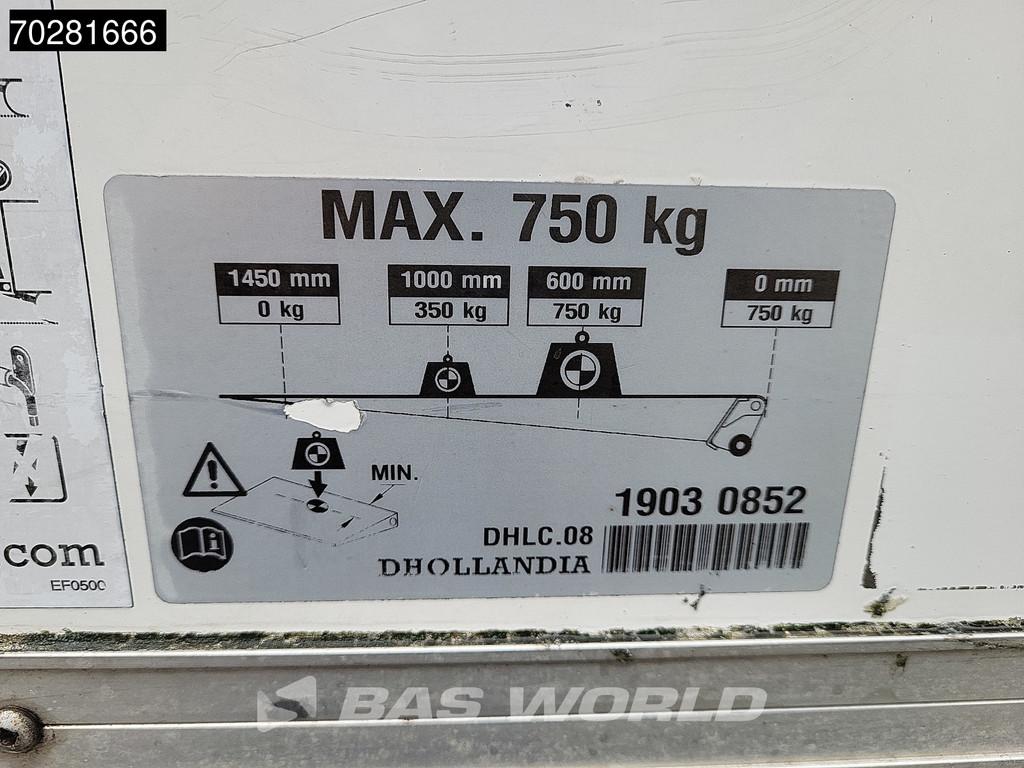 70281666
MAX. 750 kg
1450 mm 1000 mm 600 mm 0 mm
0 kg 350 kg 750 kg 750 kg
MIN.
1903 0852
DHLC.08
DHOLLANDIA
com
EF0500
BAS WORLD